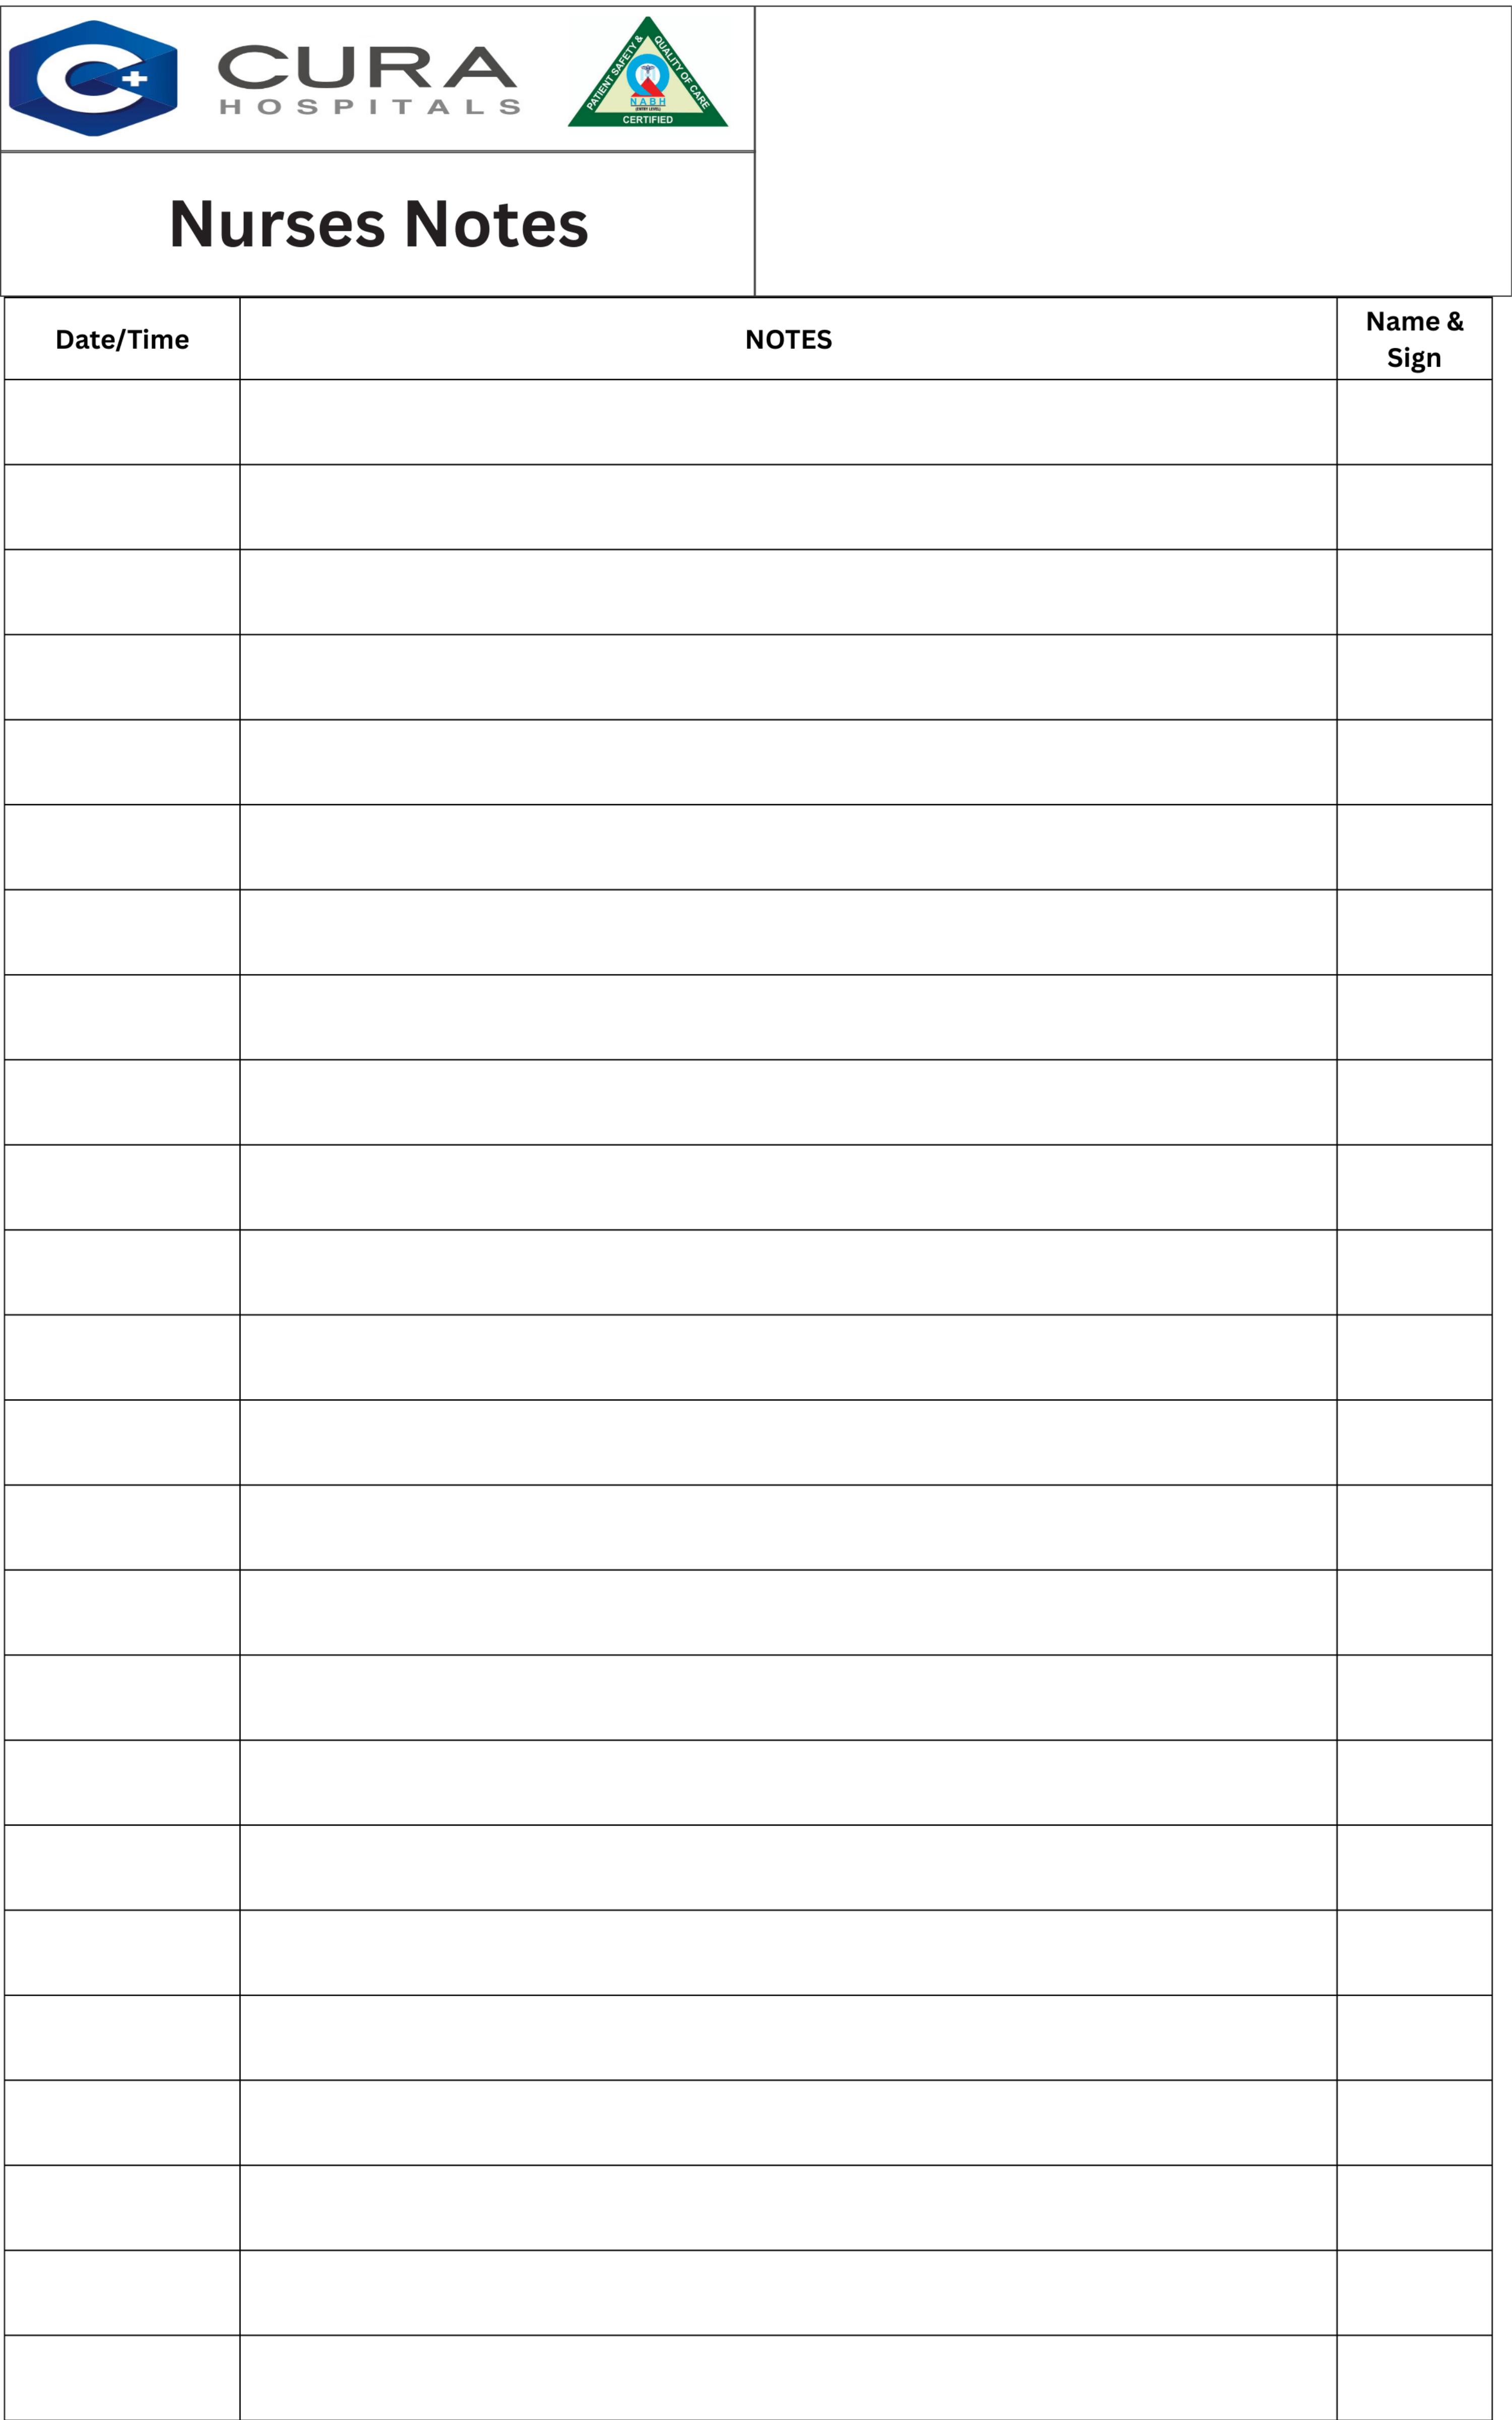 CURA
HOSPITALS
PATIENT SAFETY & QUALITY OF CARE
NABH
(ENTRY LEVEL)
CERTIFIED
Nurses Notes
Date/Time
NOTES
Name &
Sign